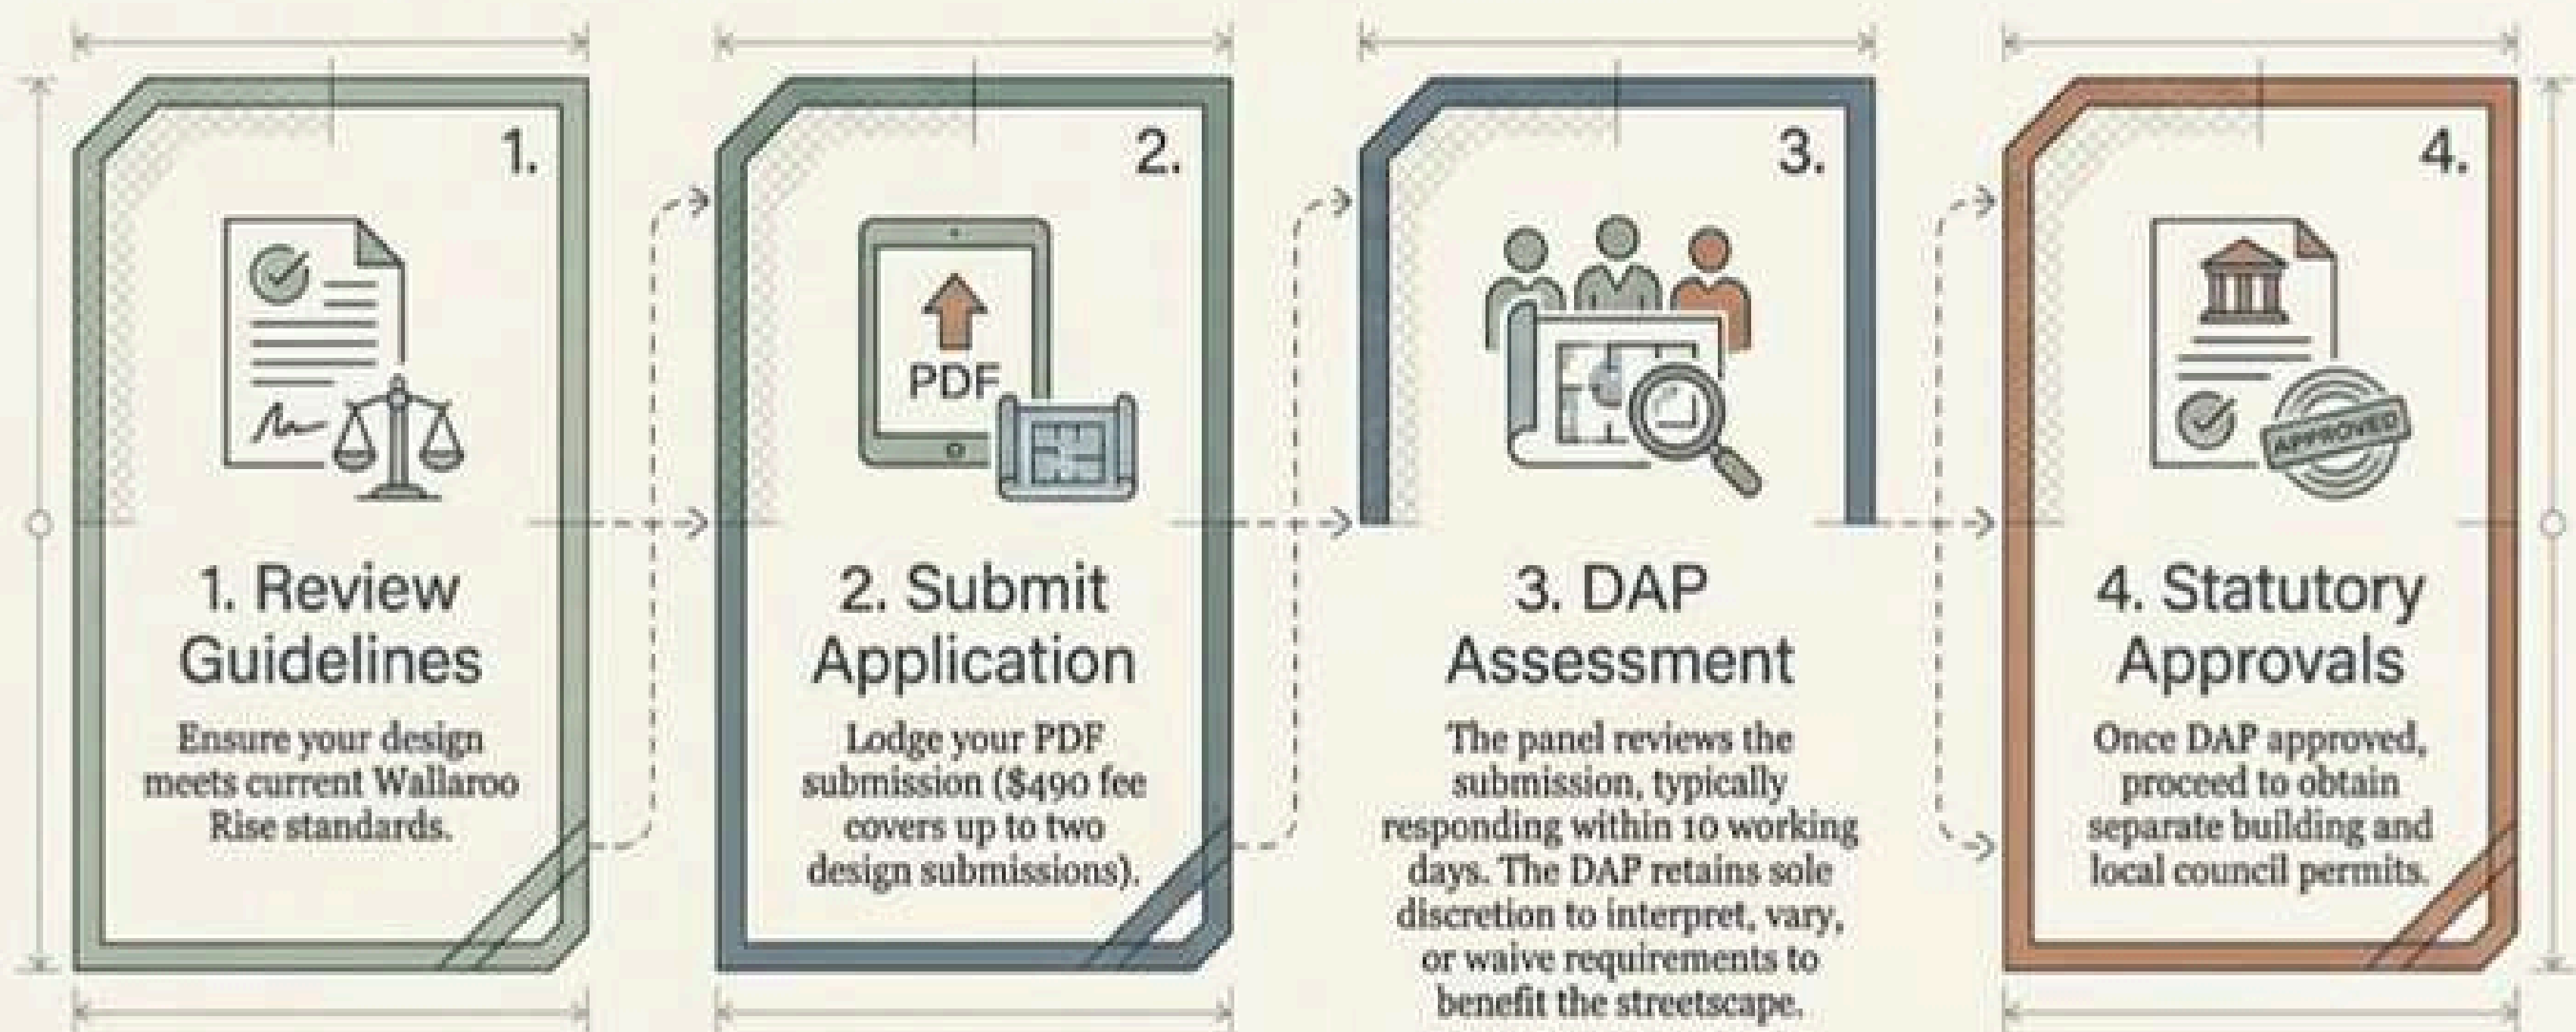 1.
PDF
1. Review
Guidelines
Ensure your design
meets current Wallaroo
Rise standards.
2.
2. Submit
Application
Lodge your PDF
submission ($490 fee
covers up to two
design submissions).
3.
3. DAP
Assessment
The panel reviews the
submission, typically
responding within 10 working
days. The DAP retains sole
discretion to interpret, vary,
or waive requirements to
benefit the streetscape.
4.
APPROVED
4. Statutory
Approvals
Once DAP approved,
proceed to obtain
separate building and
local council permits.